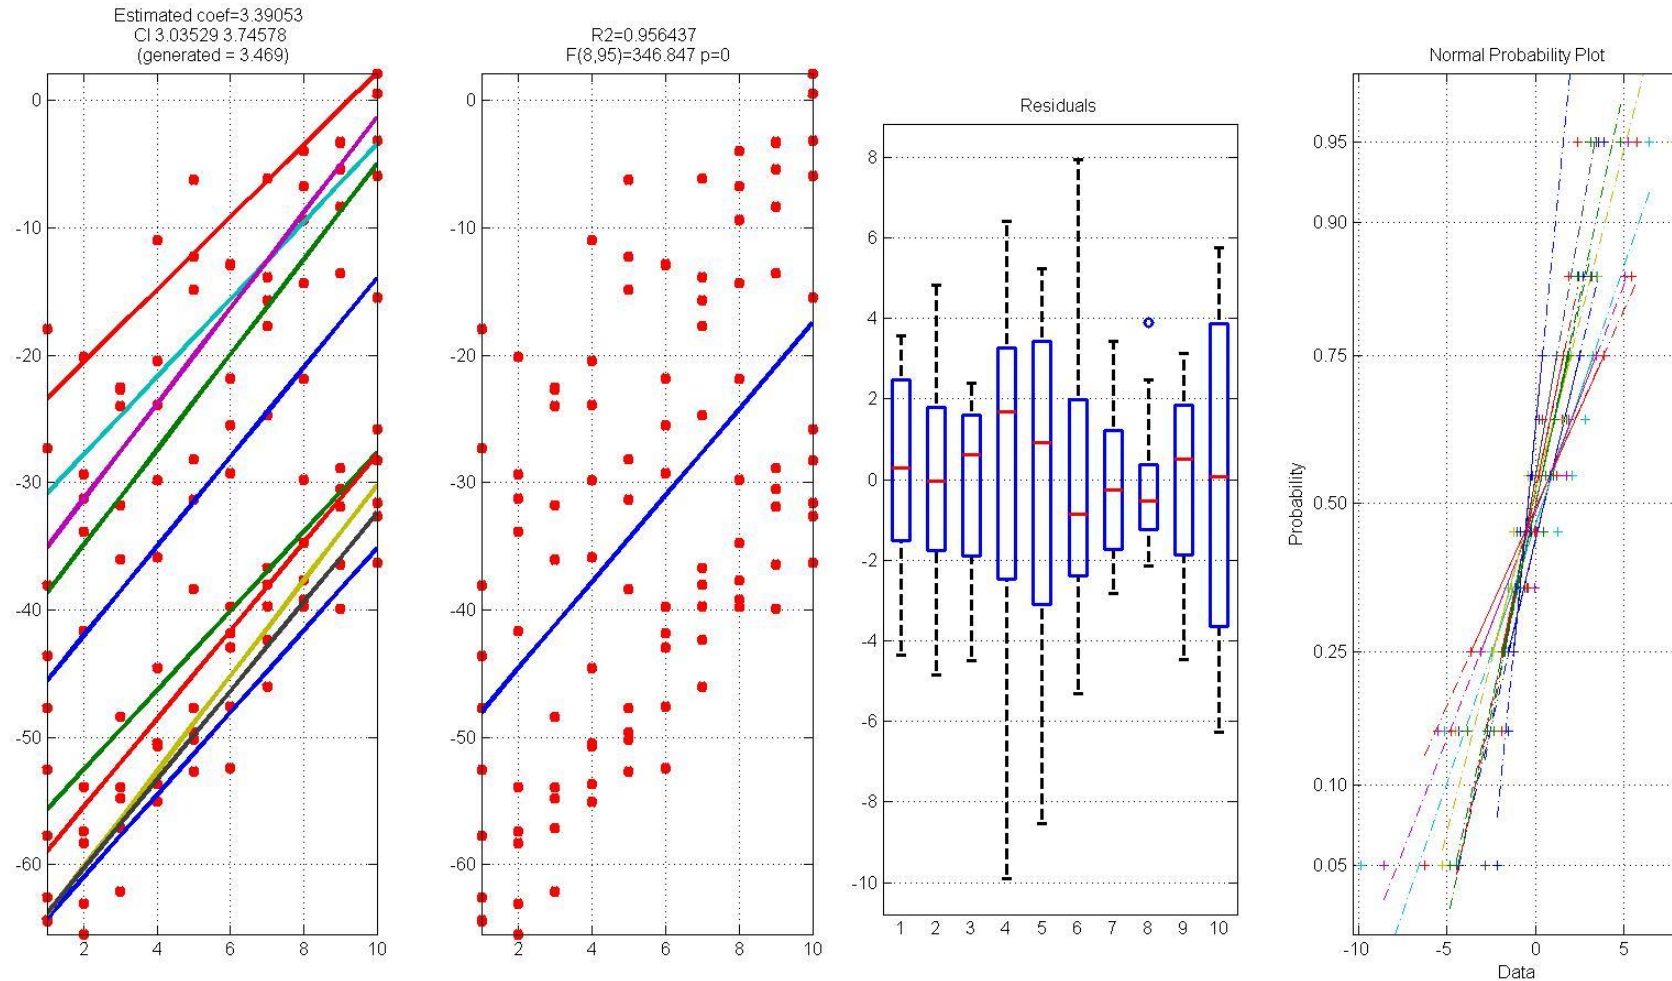 Estimated coef=3.39053
CI 3.03529 3.74578
(generated = 3.469)
0
-10
-20
-30
-40
-50
-60
2 4 6 8 10
R2=0.956437
F(8,95)=346.847 p=0
0
-10
-20
-30
-40
-50
-60
2 4 6 8 10
Residuals
8
6
4
2
0
-2
-4
-6
-8
-10
1 2 3 4 5 6 7 8 9 10
Normal Probability Plot
Probability
0.95
0.90
0.75
0.50
0.25
0.10
0.05
-10 -5 0 5
Data